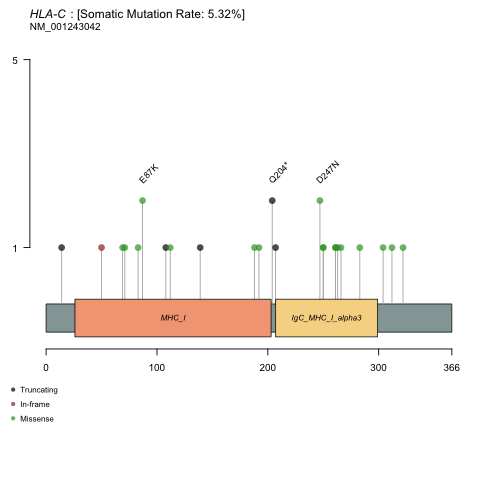 HLA-C : [Somatic Mutation Rate: 5.32%]
NM_001243042
5
E87K
Q204*
D247N
1
MHC_I
IgC_MHC_I_alpha3
0 100 200 300 366
Truncating
In-frame
Missense